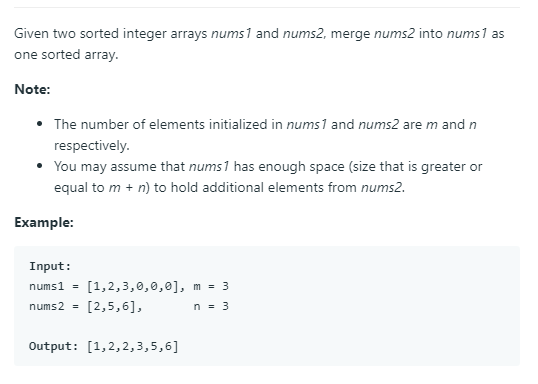 Given two sorted integer arrays nums1 and nums2, merge nums2 into nums1 as
one sorted array.
Note:
• The number of elements initialized in nums1 and nums2 are m and n
respectively.
• You may assume that nums1 has enough space (size that is greater or
equal to m + n) to hold additional elements from nums2.
Example:
Input:
nums1 = [1,2,3,0,0,0], m = 3
nums2 = [2,5,6],       n = 3
Output: [1,2,2,3,5,6]